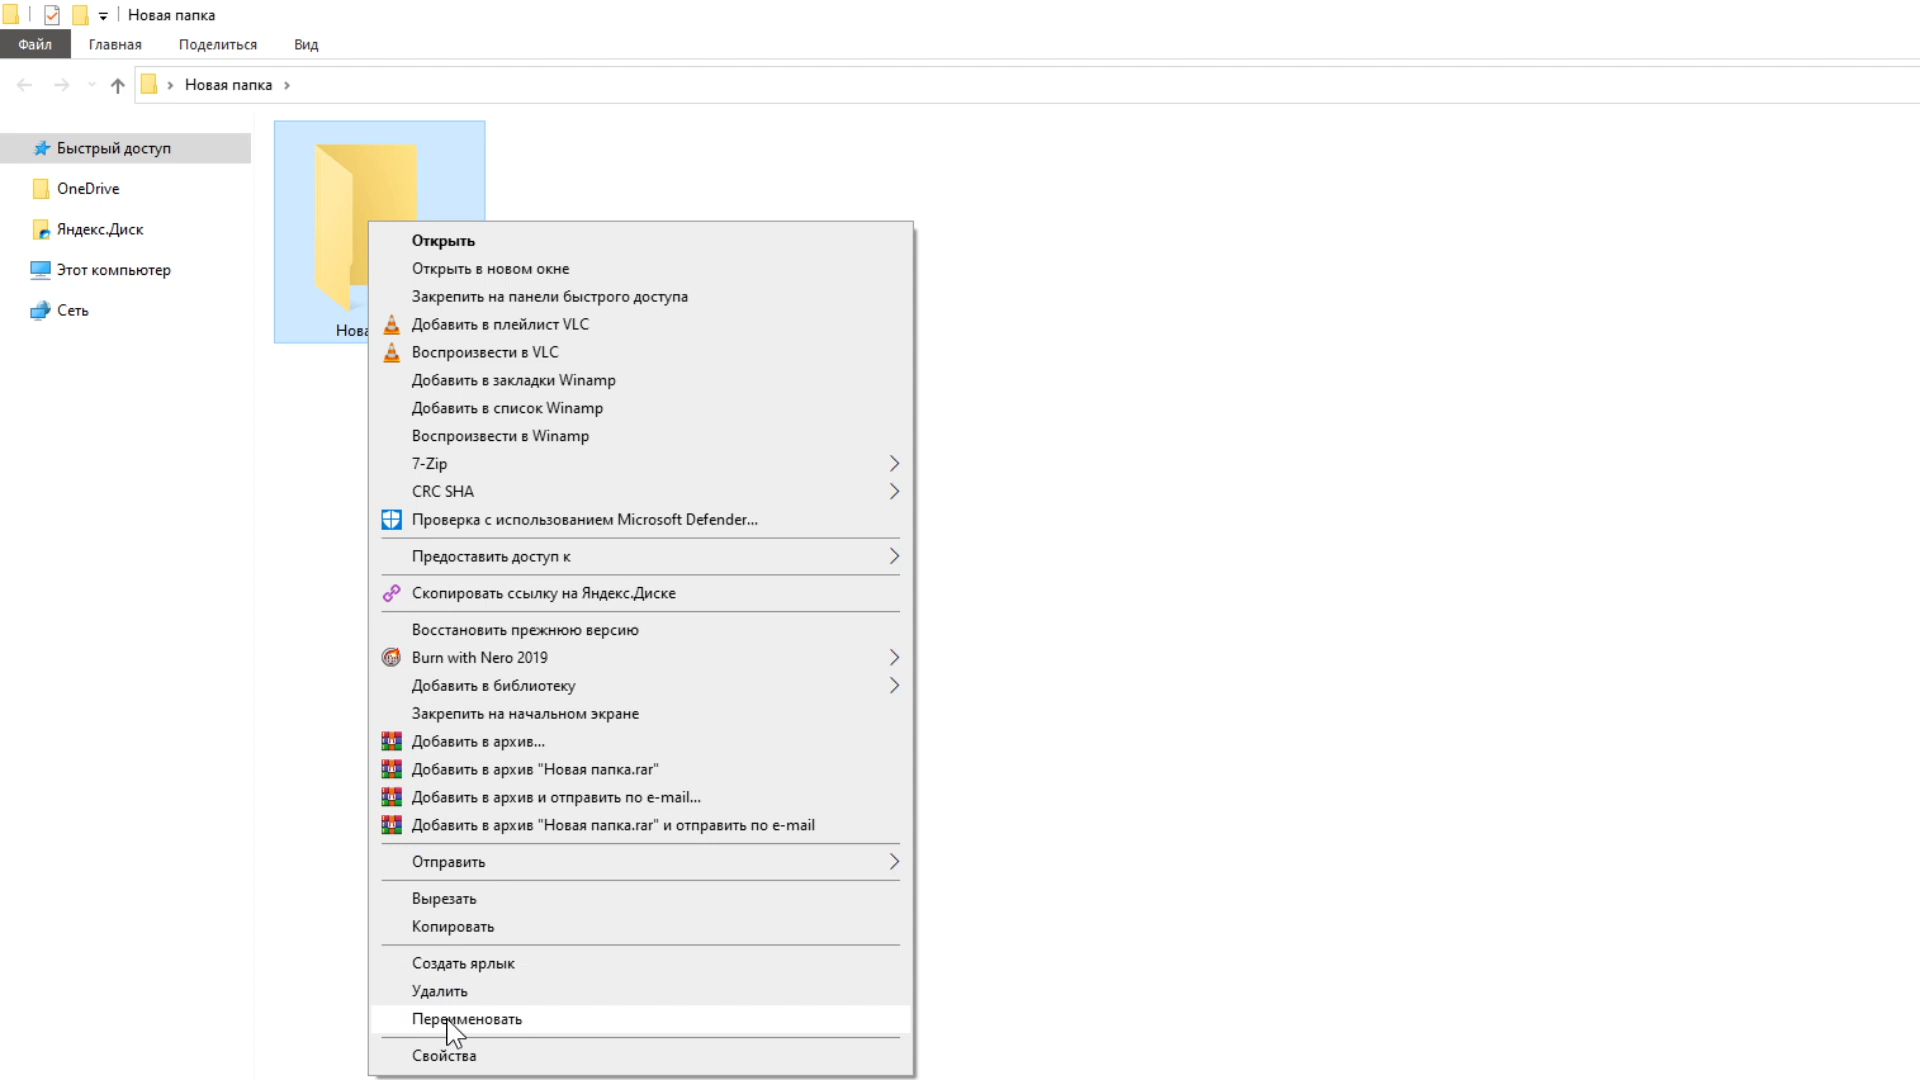 Новая папка
Файл Главная Поделиться Вид
Новая папка
Быстрый доступ
OneDrive
Яндекс.Диск
Этот компьютер
Сеть
Открыть
Открыть в новом окне
Закрепить на панели быстрого доступа
Добавить в плейлист VLC
Воспроизвести в VLC
Добавить в закладки Winamp
Добавить в список Winamp
Воспроизвести в Winamp
7-Zip
CRC SHA
Проверка с использованием Microsoft Defender...
Предоставить доступ к
Скопировать ссылку на Яндекс.Диске
Восстановить прежнюю версию
Burn with Nero 2019
Добавить в библиотеку
Закрепить на начальном экране
Добавить в архив...
Добавить в архив "Новая папка.rar"
Добавить в архив и отправить по e-mail...
Добавить в архив "Новая папка.rar" и отправить по e-mail
Отправить
Вырезать
Копировать
Создать ярлык
Удалить
Переименовать
Свойства